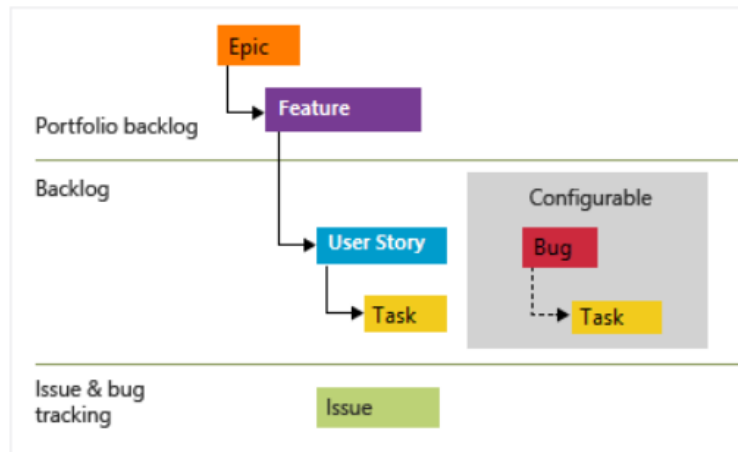 Epic
Feature
Portfolio backlog
Backlog
Configurable
User Story
Bug
Task
Task
Issue & bug
tracking
Issue